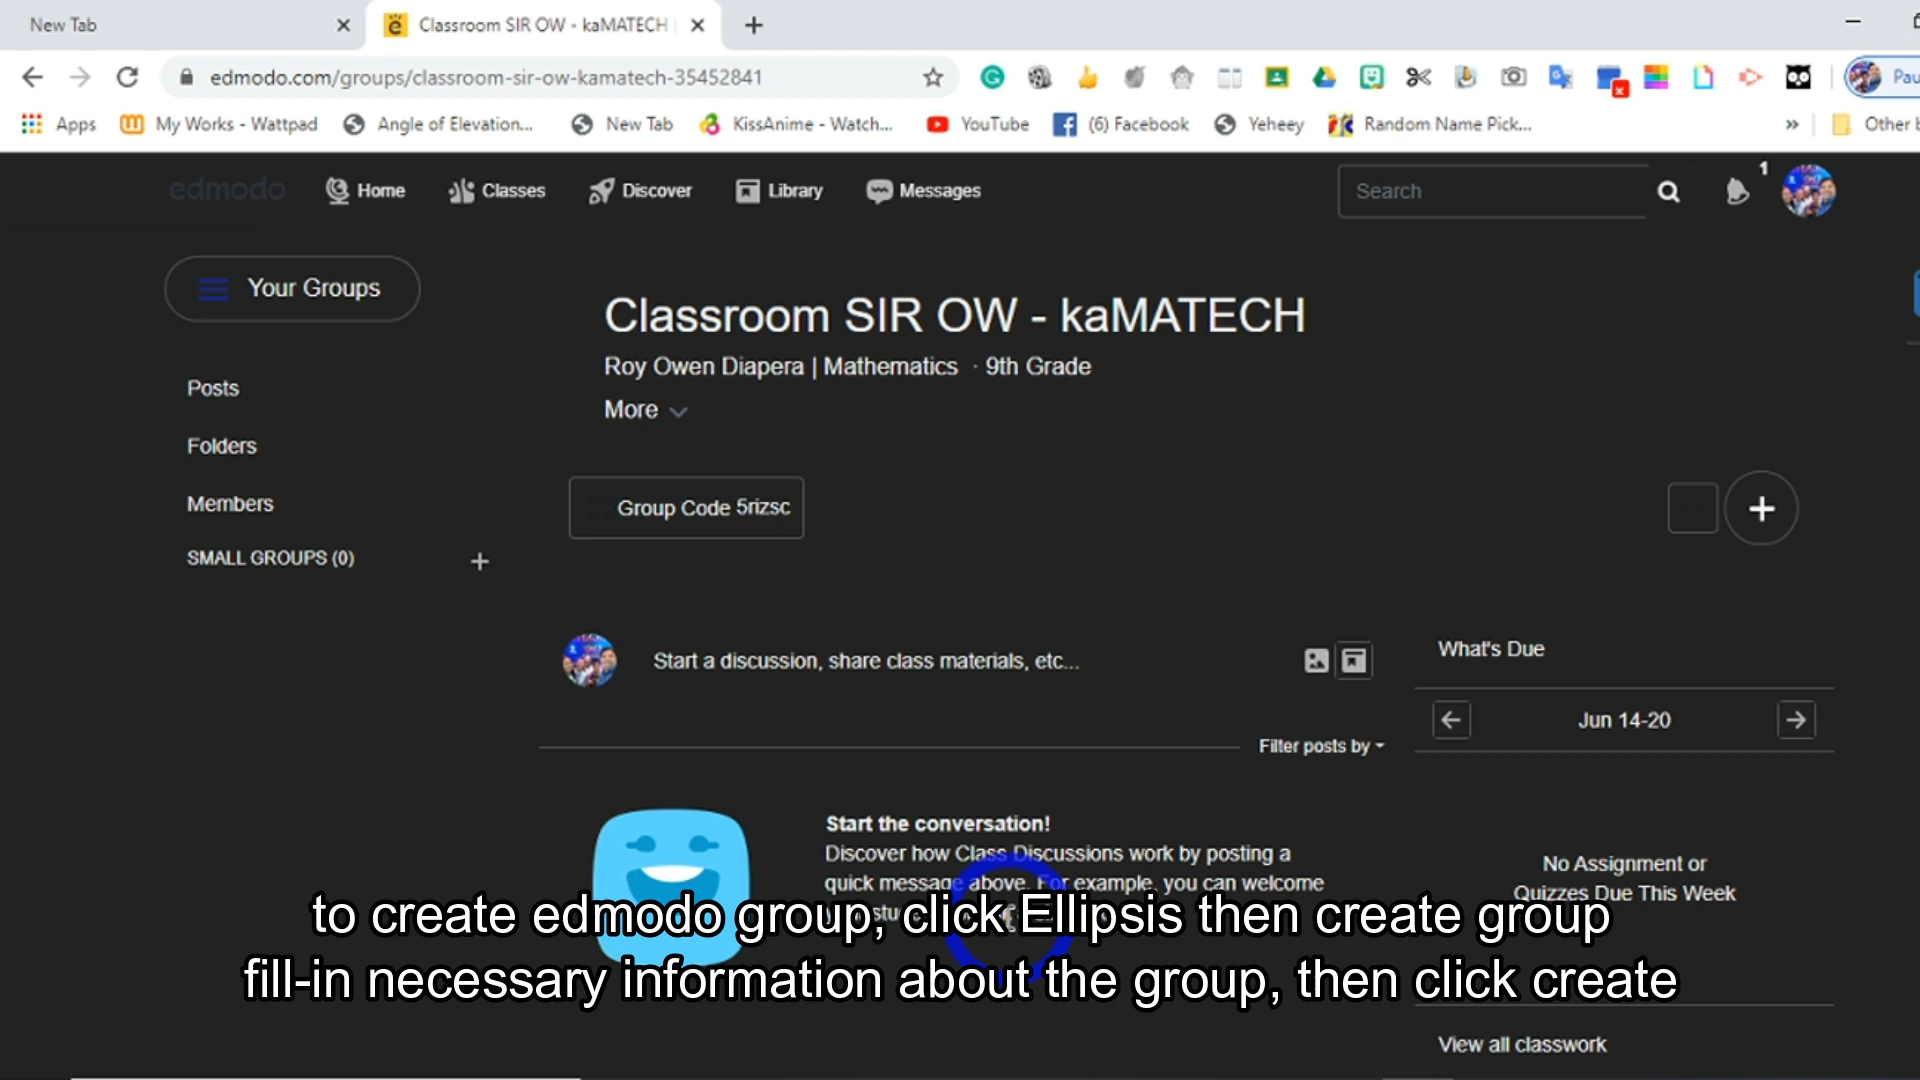 New Tab
Classroom SIR OW - kaMATECH
edmodo.com/groups/classroom-sir-ow-kamatech-35452841
Pau
Apps
My Works - Wattpad
Angle of Elevation...
New Tab
KissAnime - Watch...
YouTube
(6) Facebook
Yeheey
Random Name Pick...
»
Other
edmodo
Home
Classes
Discover
Library
Messages
Search
1
Your Groups
Classroom SIR OW - kaMATECH
Roy Owen Diapera | Mathematics · 9th Grade
More
Posts
Folders
Members
SMALL GROUPS (0)
+
Group Code 5rizsc
+
Start a discussion, share class materials, etc...
What's Due
Jun 14-20
Filter posts by
Start the conversation!
Discover how Class Discussions work by posting a
quick message above. For example, you can welcome
No Assignment or
Quizzes Due This Week
to create edmodo group, click Ellipsis then create group
fill-in necessary information about the group, then click create
View all classwork